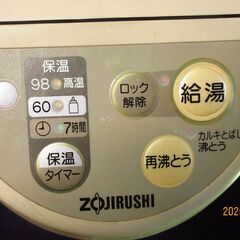 保温
98 高温
60
7時間
保温
タイマー
ロック
解除
給湯
カルキとばし
沸とう
再沸とう
ZOJIRUSHI
202